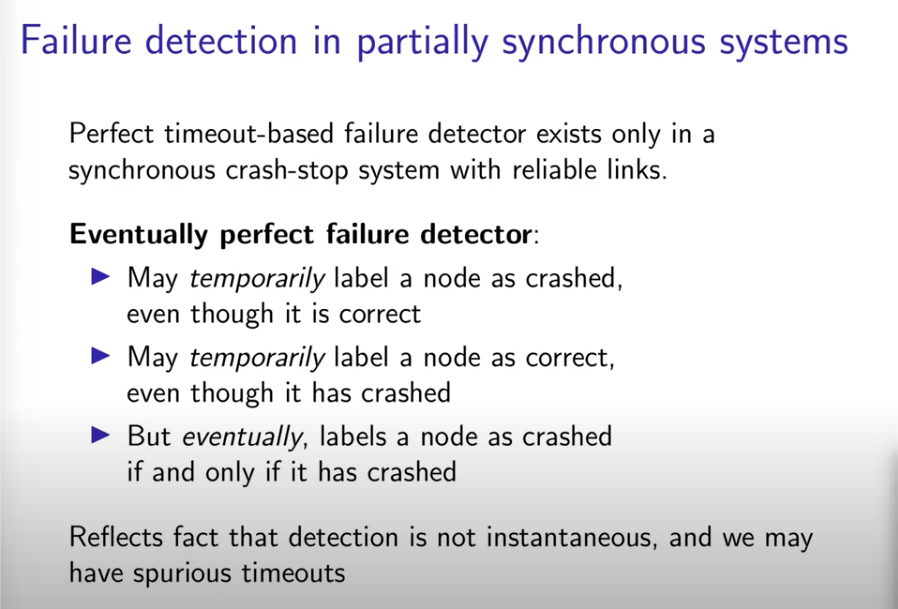 Failure detection in partially synchronous systems
Perfect timeout-based failure detector exists only in a
synchronous crash-stop system with reliable links.
Eventually perfect failure detector:
▶ May temporarily label a node as crashed,
even though it is correct
▶ May temporarily label a node as correct,
even though it has crashed
▶ But eventually, labels a node as crashed
if and only if it has crashed
Reflects fact that detection is not instantaneous, and we may
have spurious timeouts